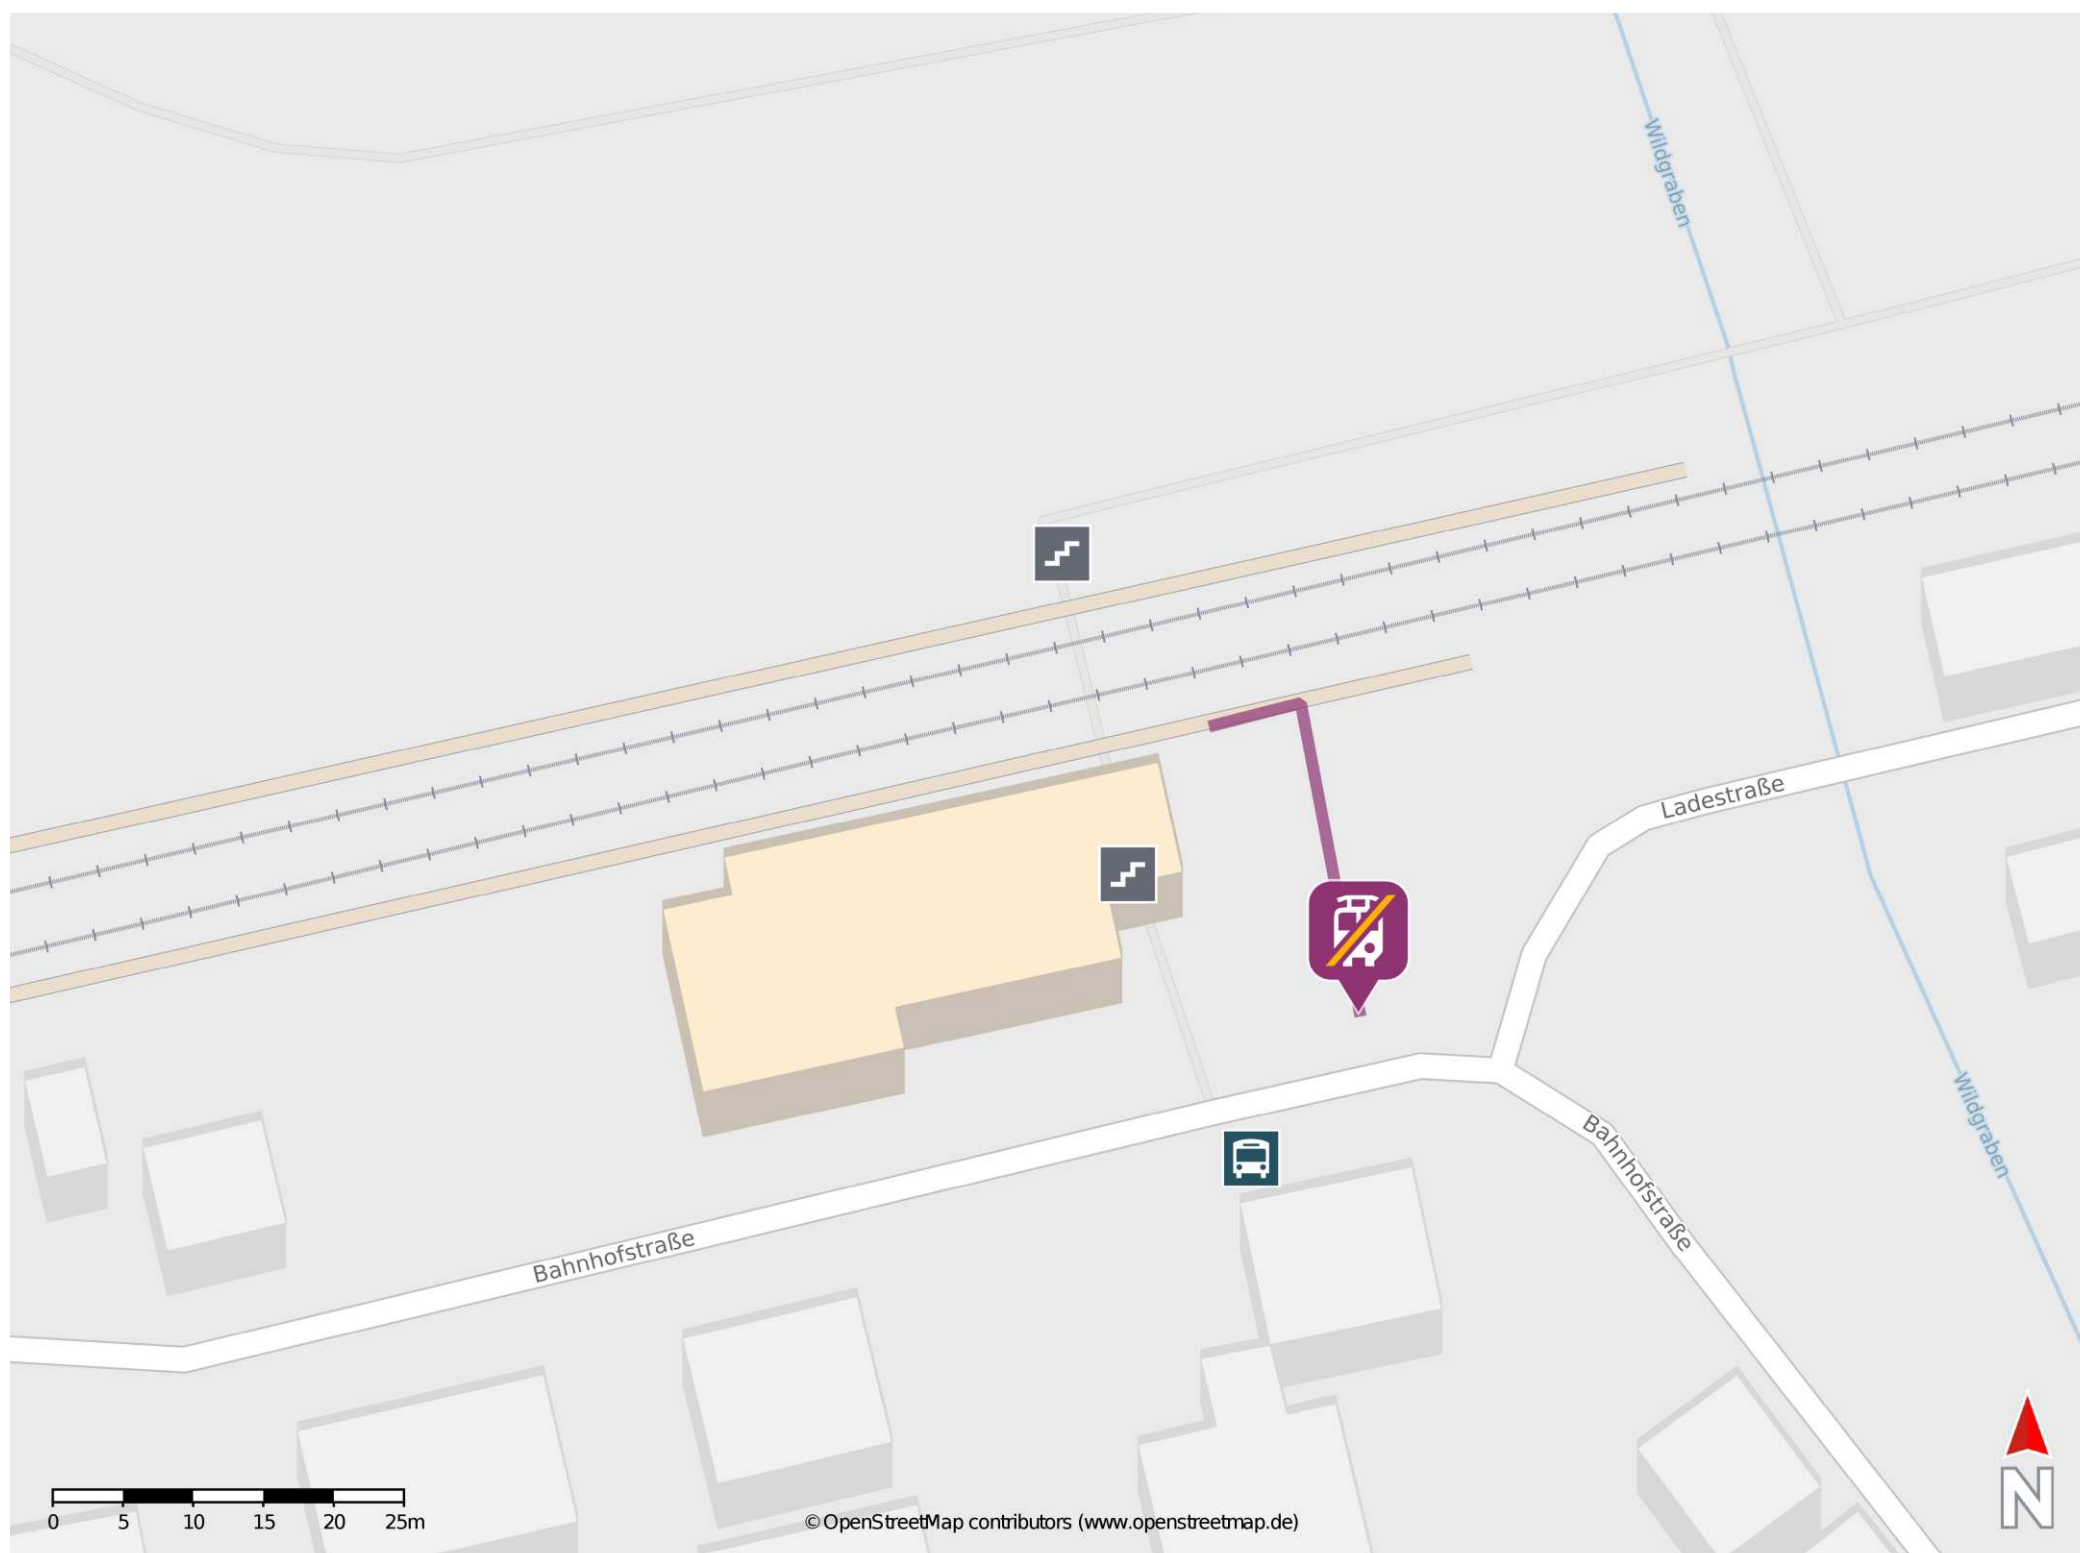 Wildgraben
Ladestraße
Bahnhofstraße
Wildgraben
Bahnhofstraße
0 5 10 15 20 25m
© OpenStreetMap contributors (www.openstreetmap.de)
N